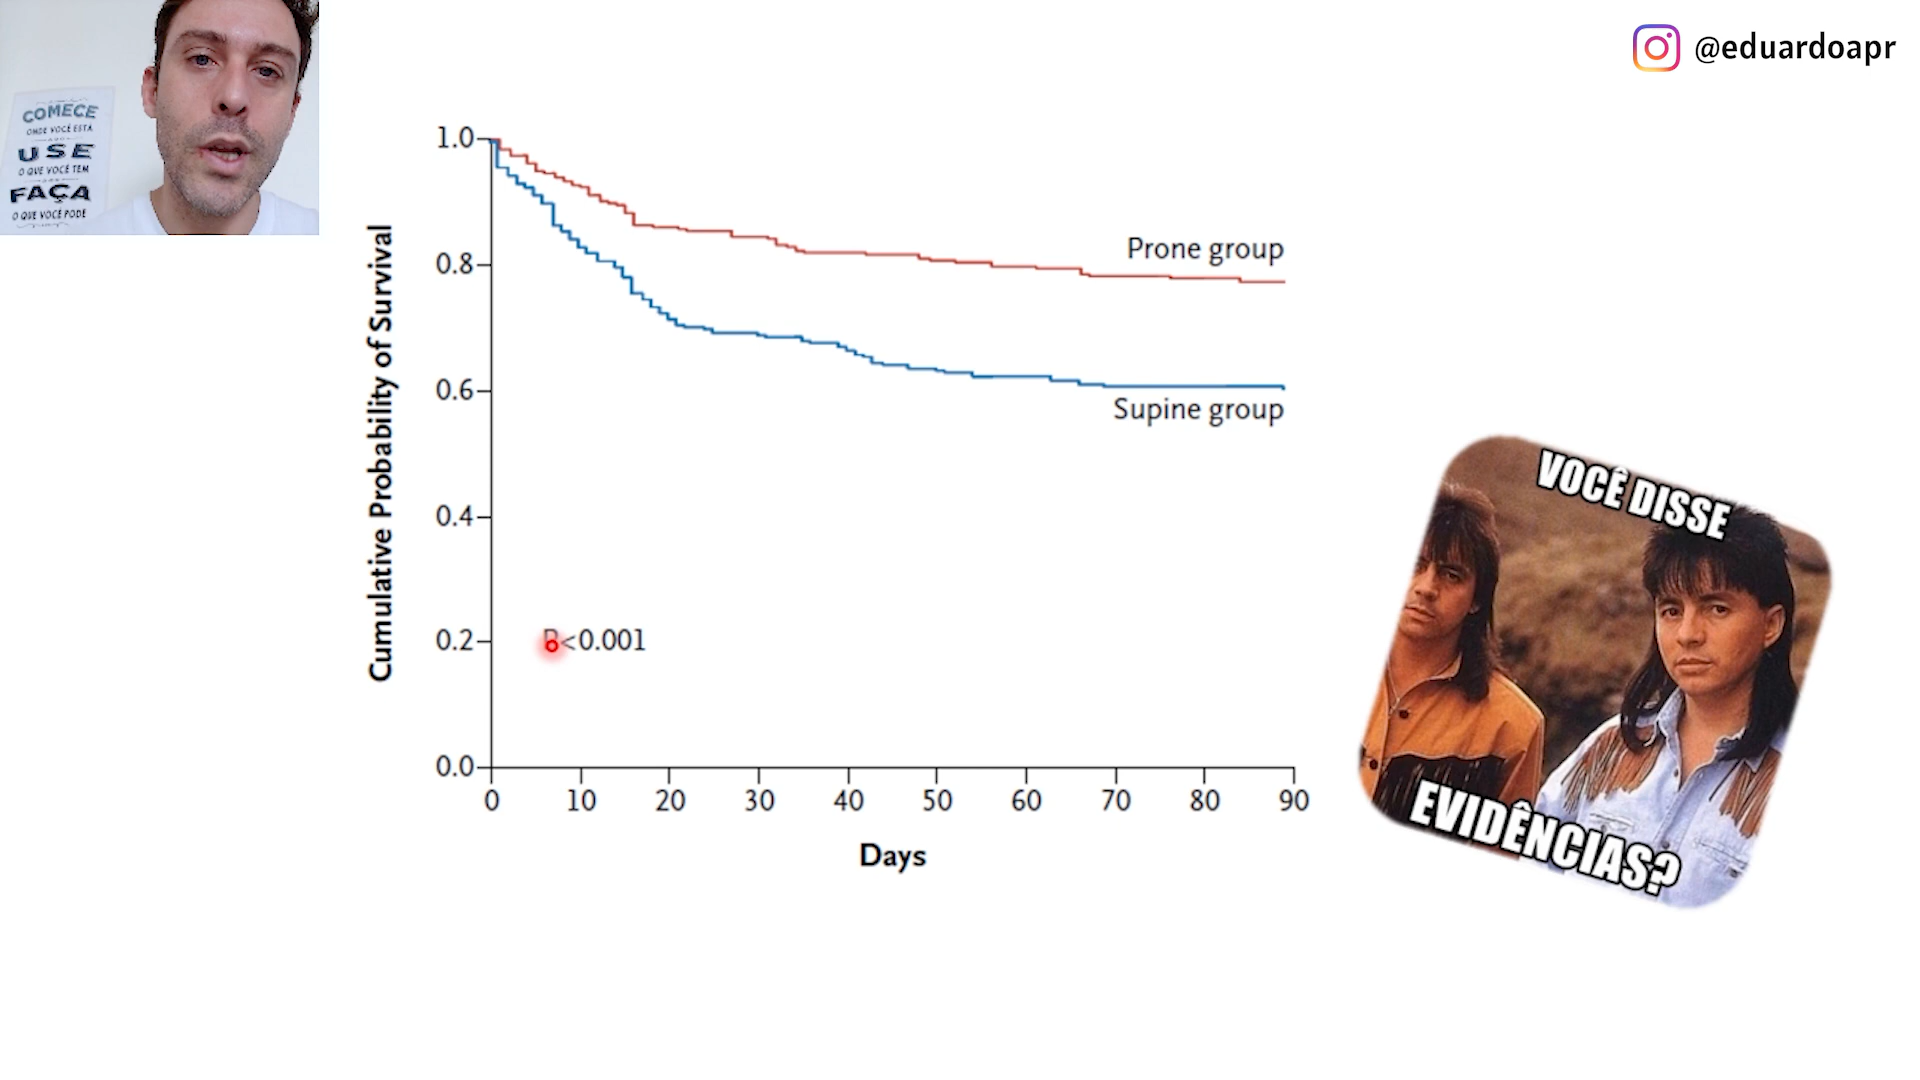 COMECE
ONDE VOCÊ ESTÁ
USE
O QUE VOCÊ TEM
FAÇA
O QUE VOCÊ PODE
@eduardoapr
Cumulative Probability of Survival
1.0
0.8
0.6
0.4
0.2
0.0
Prone group
Supine group
P<0.001
0 10 20 30 40 50 60 70 80 90
Days
VOCÊ DISSE
EVIDÊNCIAS?